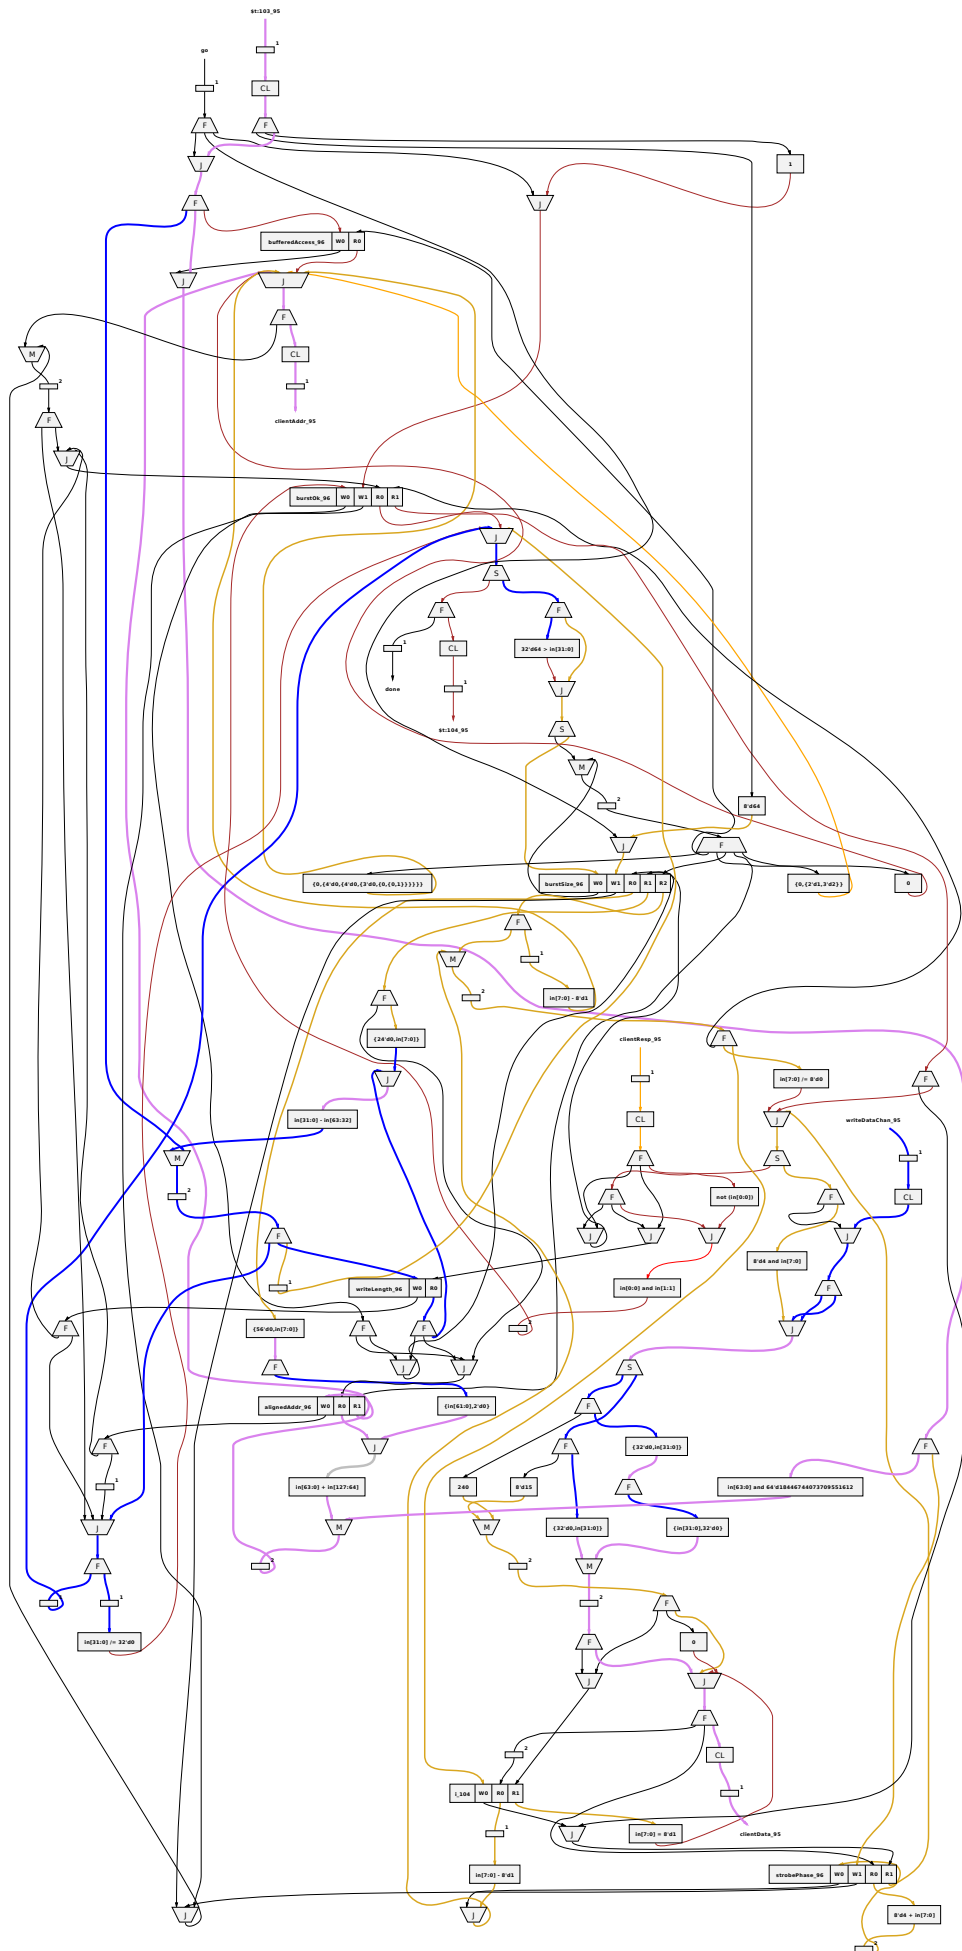 $t:103_95
1
go
CL
1
F
F
J
1
F
J
bufferedAccess_96 W0 R0
J
J
F
M
CL
2
1
F
clientAddr_95
J
burstOk_96 W0 W1 R0 R1
J
S
F
F
1
CL
32'd64 > in[31:0]
done
1
J
$t:104_95
S
M
2
8'd64
J
F
{0,{4'd0,{4'd0,{3'd0,{0,{0,1}}}}}}
burstSize_96 W0 W1 R0 R1 R2
{0,{2'd1,3'd2}}
0
F
M
1
2
in[7:0] - 8'd1
F
{24'd0,in[7:0]}
F
clientResp_95
J
1
in[7:0] /= 8'd0
F
in[31:0] - in[63:32]
CL
J
writeDataChan_95
M
F
S
1
2
F
not (in[0:0])
F
CL
F
J
J
J
J
1
8'd4 and in[7:0]
writeLength_96 W0 R0
in[0:0] and in[1:1]
F
{56'd0,in[7:0]}
F
F
F
J
F
J
J
S
alignedAddr_96 W0 R0 R1
{in[61:0],2'd0}
F
F
J
F
{32'd0,in[31:0]}
F
1
in[63:0] + in[127:64]
240
8'd15
F
in[63:0] and 64'd18446744073709551612
J
M
M
{32'd0,in[31:0]}
{in[31:0],32'd0}
F
2
2
M
1
2
F
in[31:0] /= 32'd0
F
0
J
J
F
2
CL
i_104 W0 R0 R1
1
1
J
in[7:0] = 8'd1
clientData_95
in[7:0] - 8'd1
strobePhase_96 W0 W1 R0 R1
J
J
8'd4 + in[7:0]
2